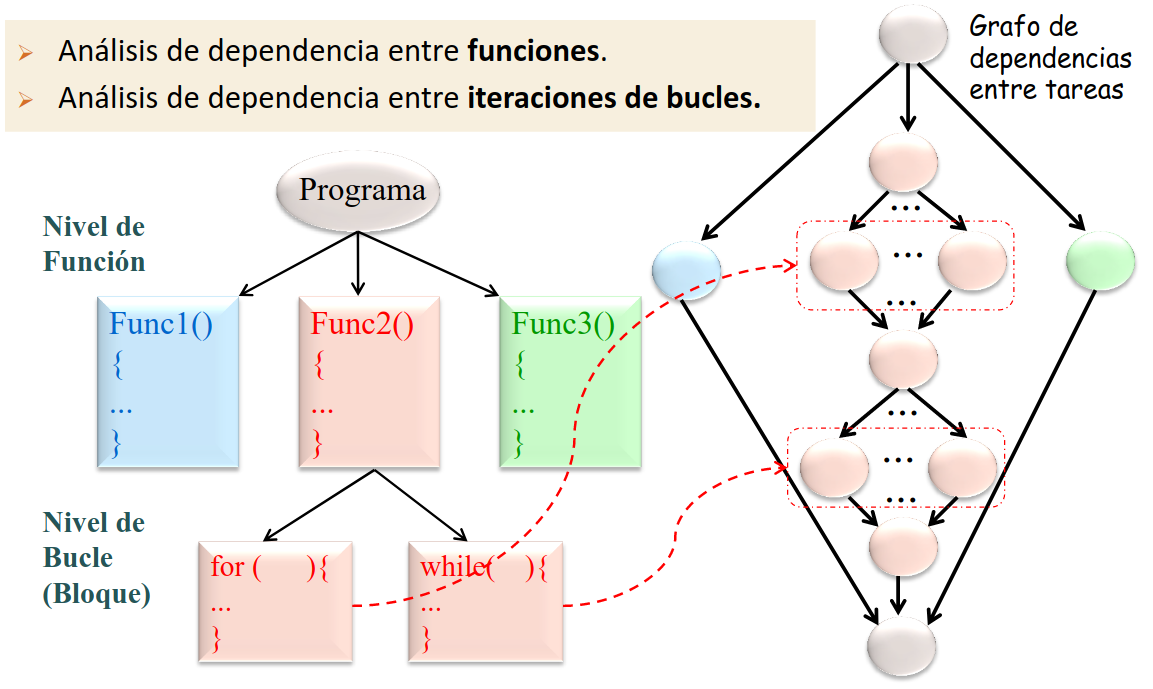 Análisis de dependencia entre funciones.
Análisis de dependencia entre iteraciones de bucles.
Grafo de
dependencias
entre tareas
Programa
Nivel de
Función
Func1()
{
...
}
Func2()
{
...
}
Func3()
{
...
}
Nivel de
Bucle
(Bloque)
for ( ){
...
}
while( ){
...
}
...
...
...
...
...
...